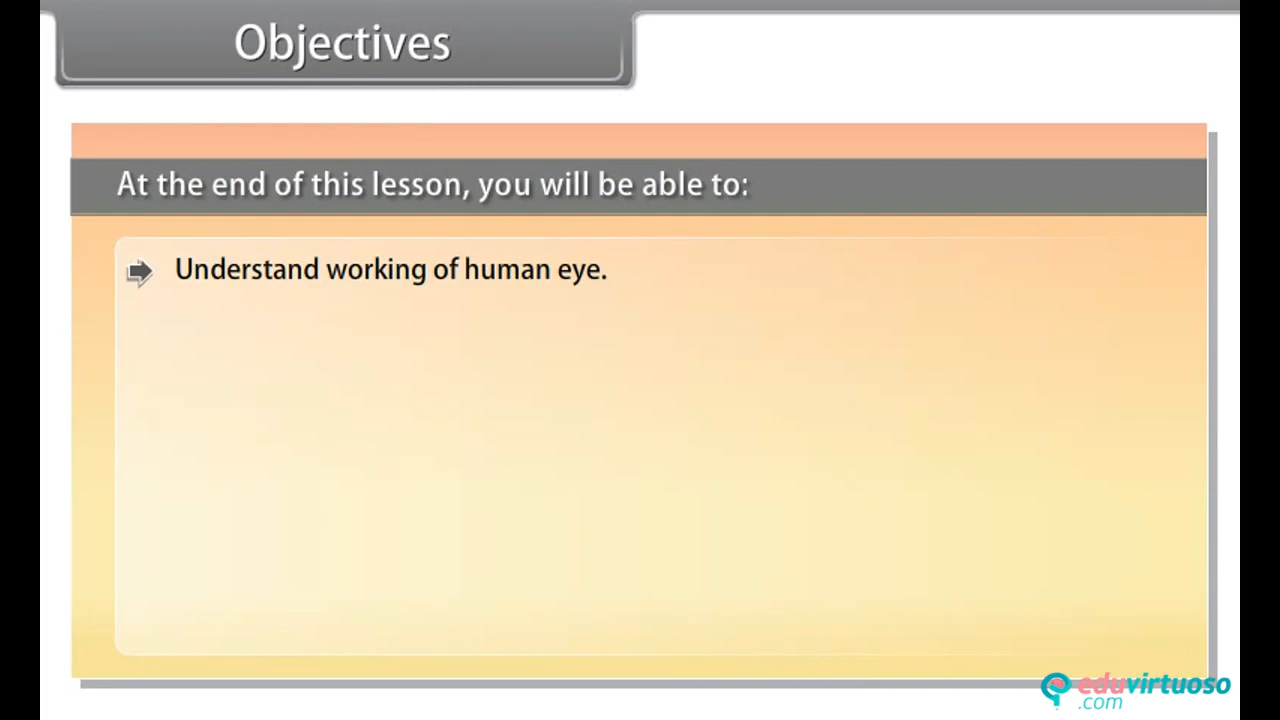 Objectives
At the end of this lesson, you will be able to:
Understand working of human eye.
eduvirtuoso
.com